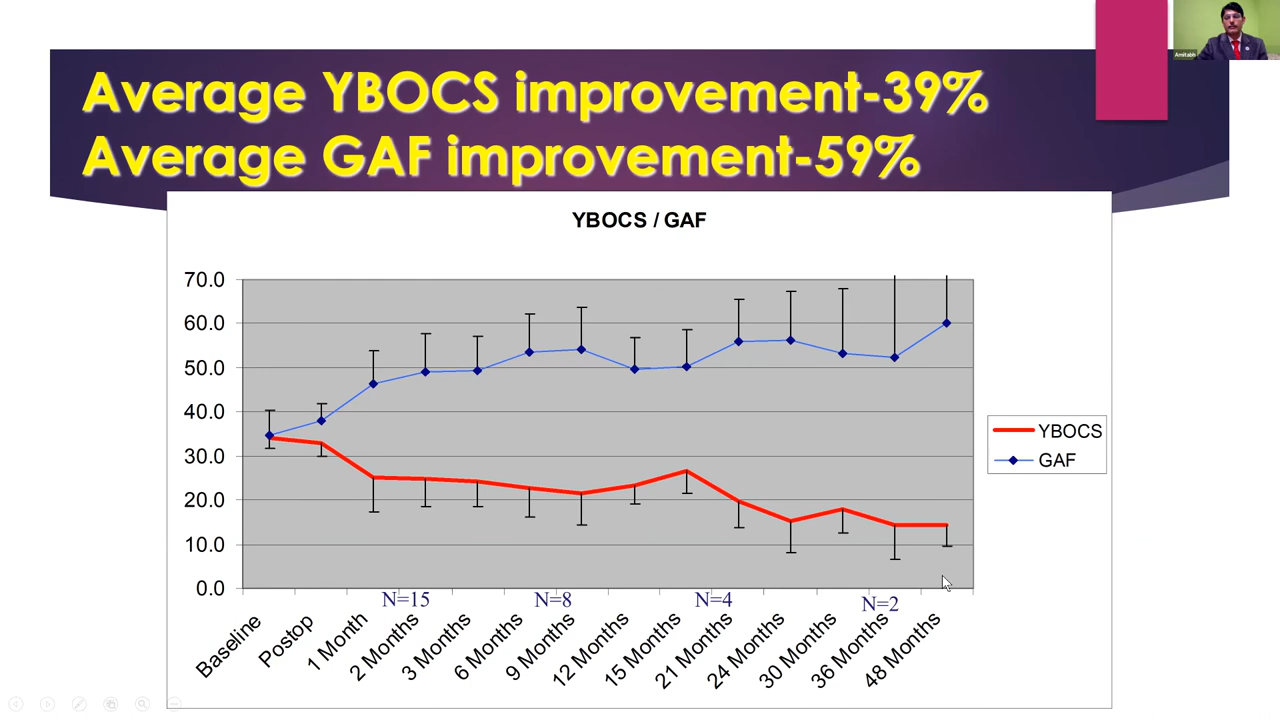 Amitabh
Average YBOCS improvement-39%
Average GAF improvement-59%
YBOCS / GAF
70.0
60.0
50.0
40.0
30.0
20.0
10.0
0.0
YBOCS
GAF
N=15
N=8
N=4
N=2
Baseline
Postop
1 Month
2 Months
3 Months
6 Months
9 Months
12 Months
15 Months
21 Months
24 Months
30 Months
36 Months
48 Months